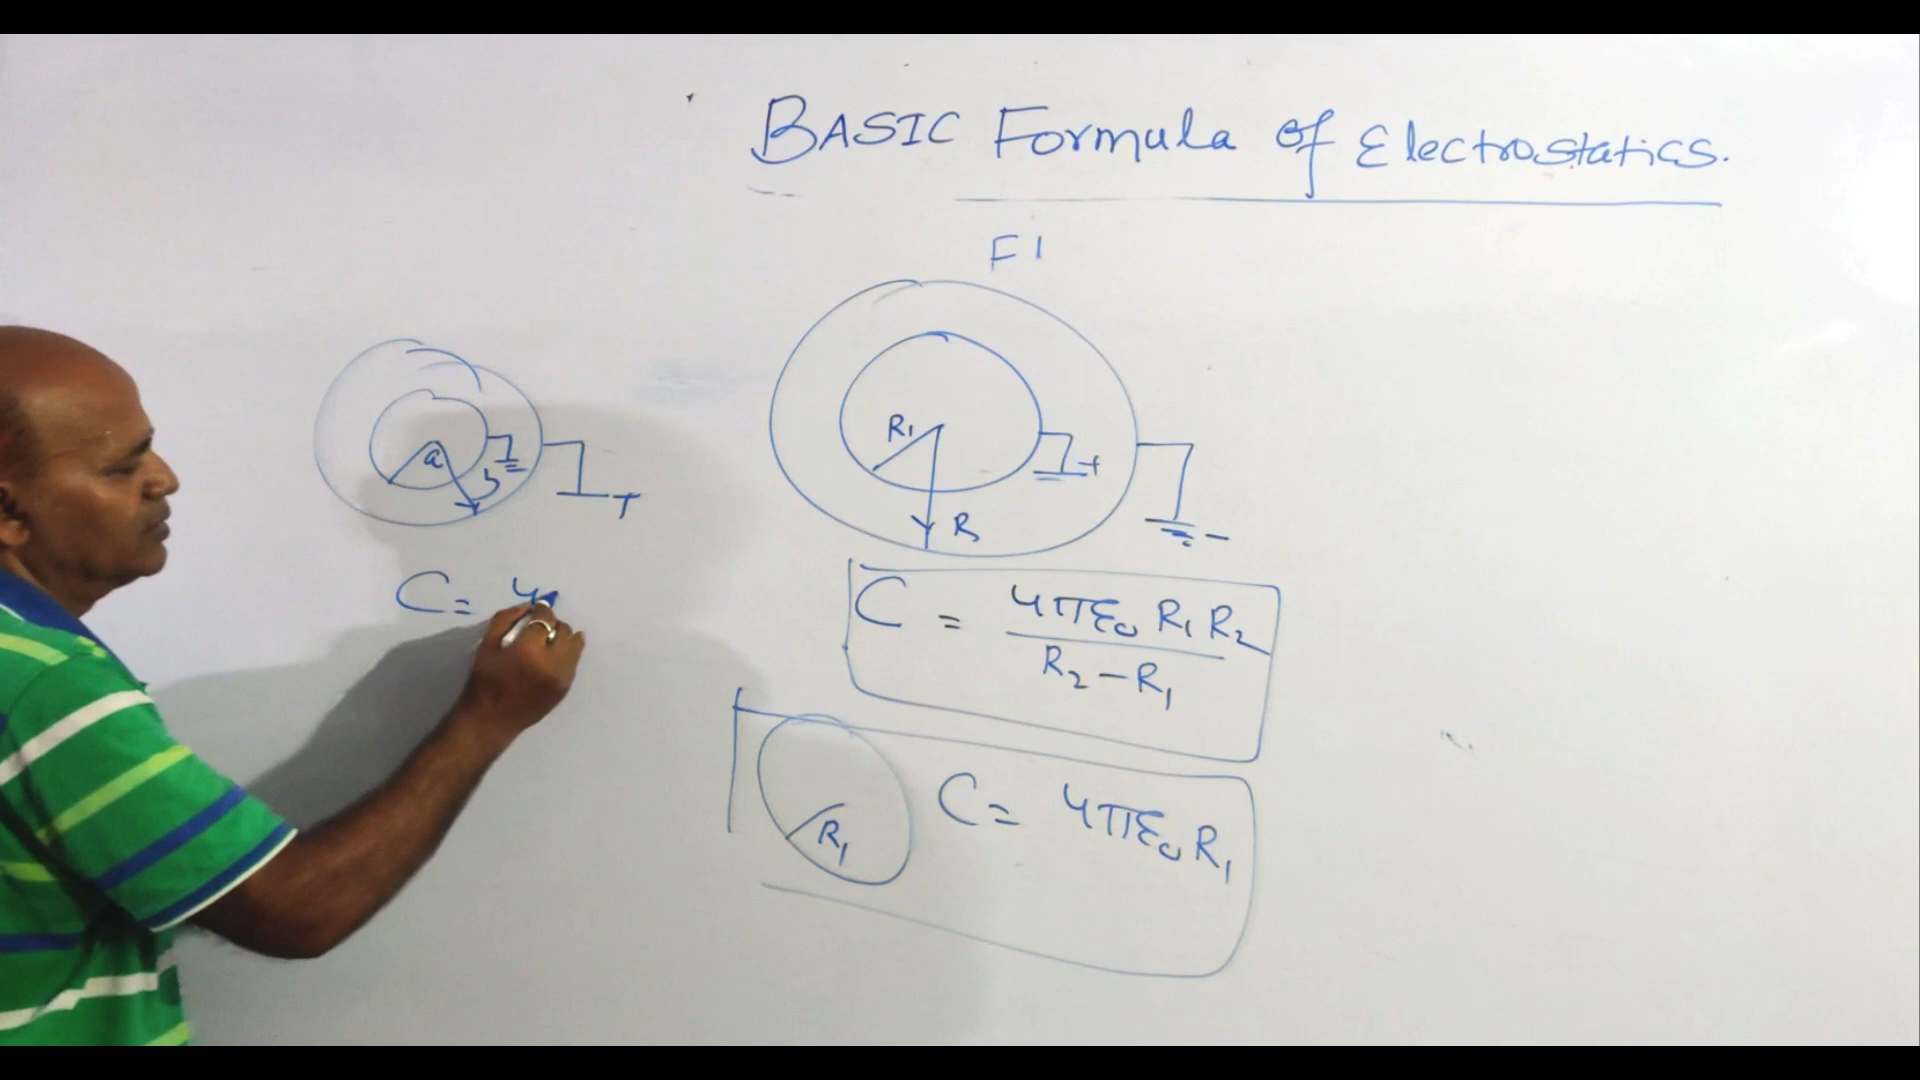 BASIC Formula of Electrostatics.
F1
a
b
+
R1
R
+
-
C = 4
C = 4πε0 R1 R2
R2 - R1
R1
C = 4πε0 R1